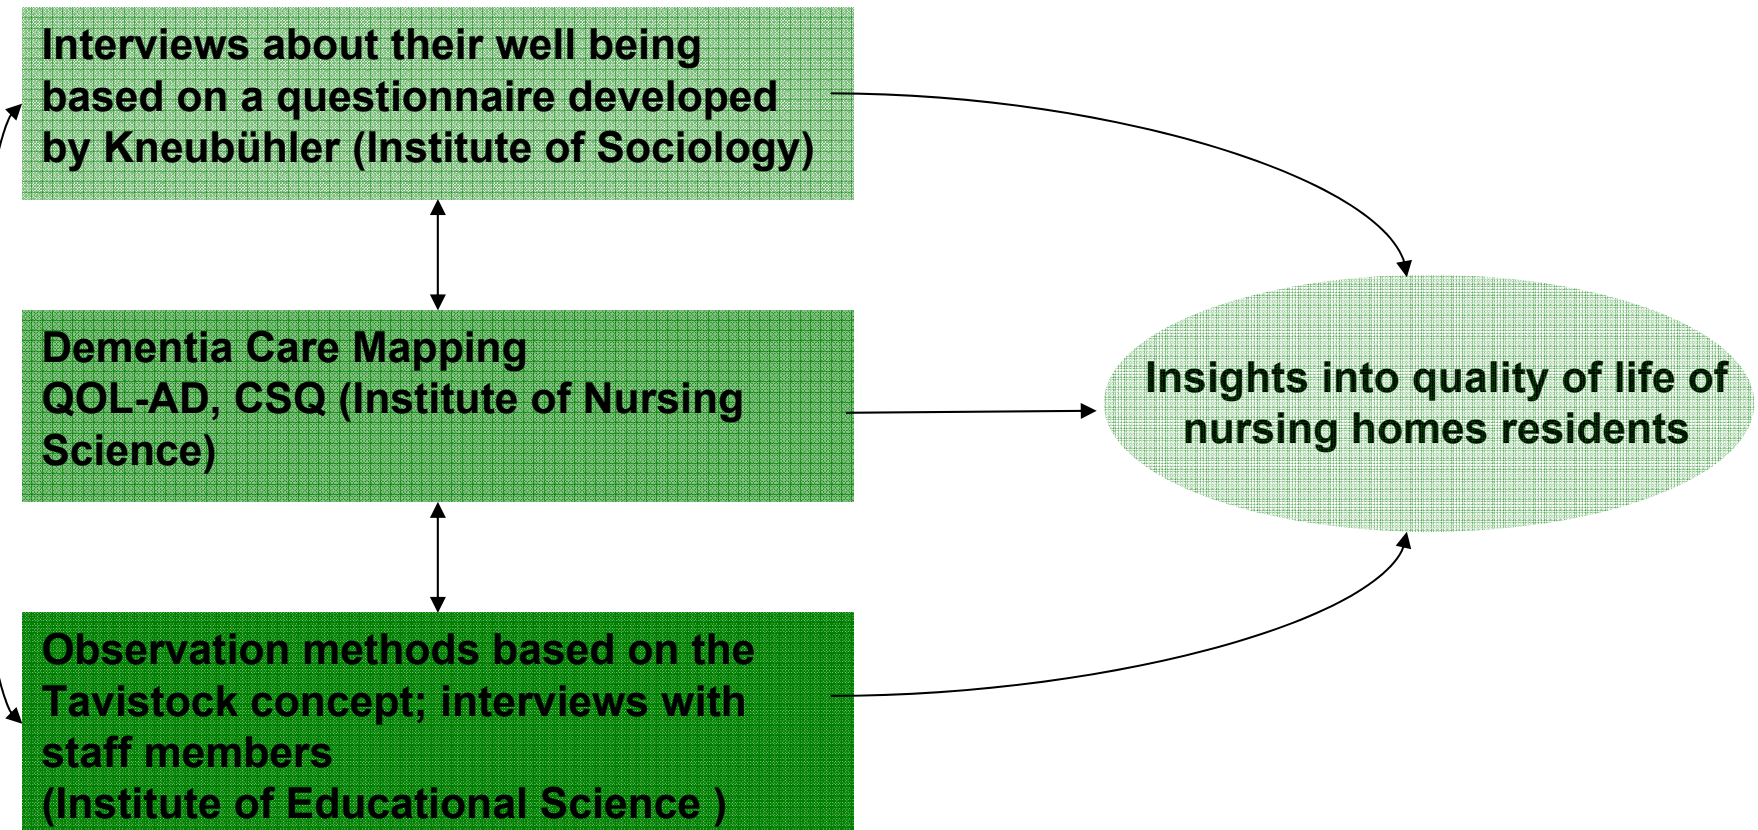 Interviews about their well being
based on a questionnaire developed
by Kneubühler (Institute of Sociology)
Dementia Care Mapping
QOL-AD, CSQ (Institute of Nursing
Science)
Insights into quality of life of
nursing homes residents
Observation methods based on the
Tavistock concept; interviews with
staff members
(Institute of Educational Science )